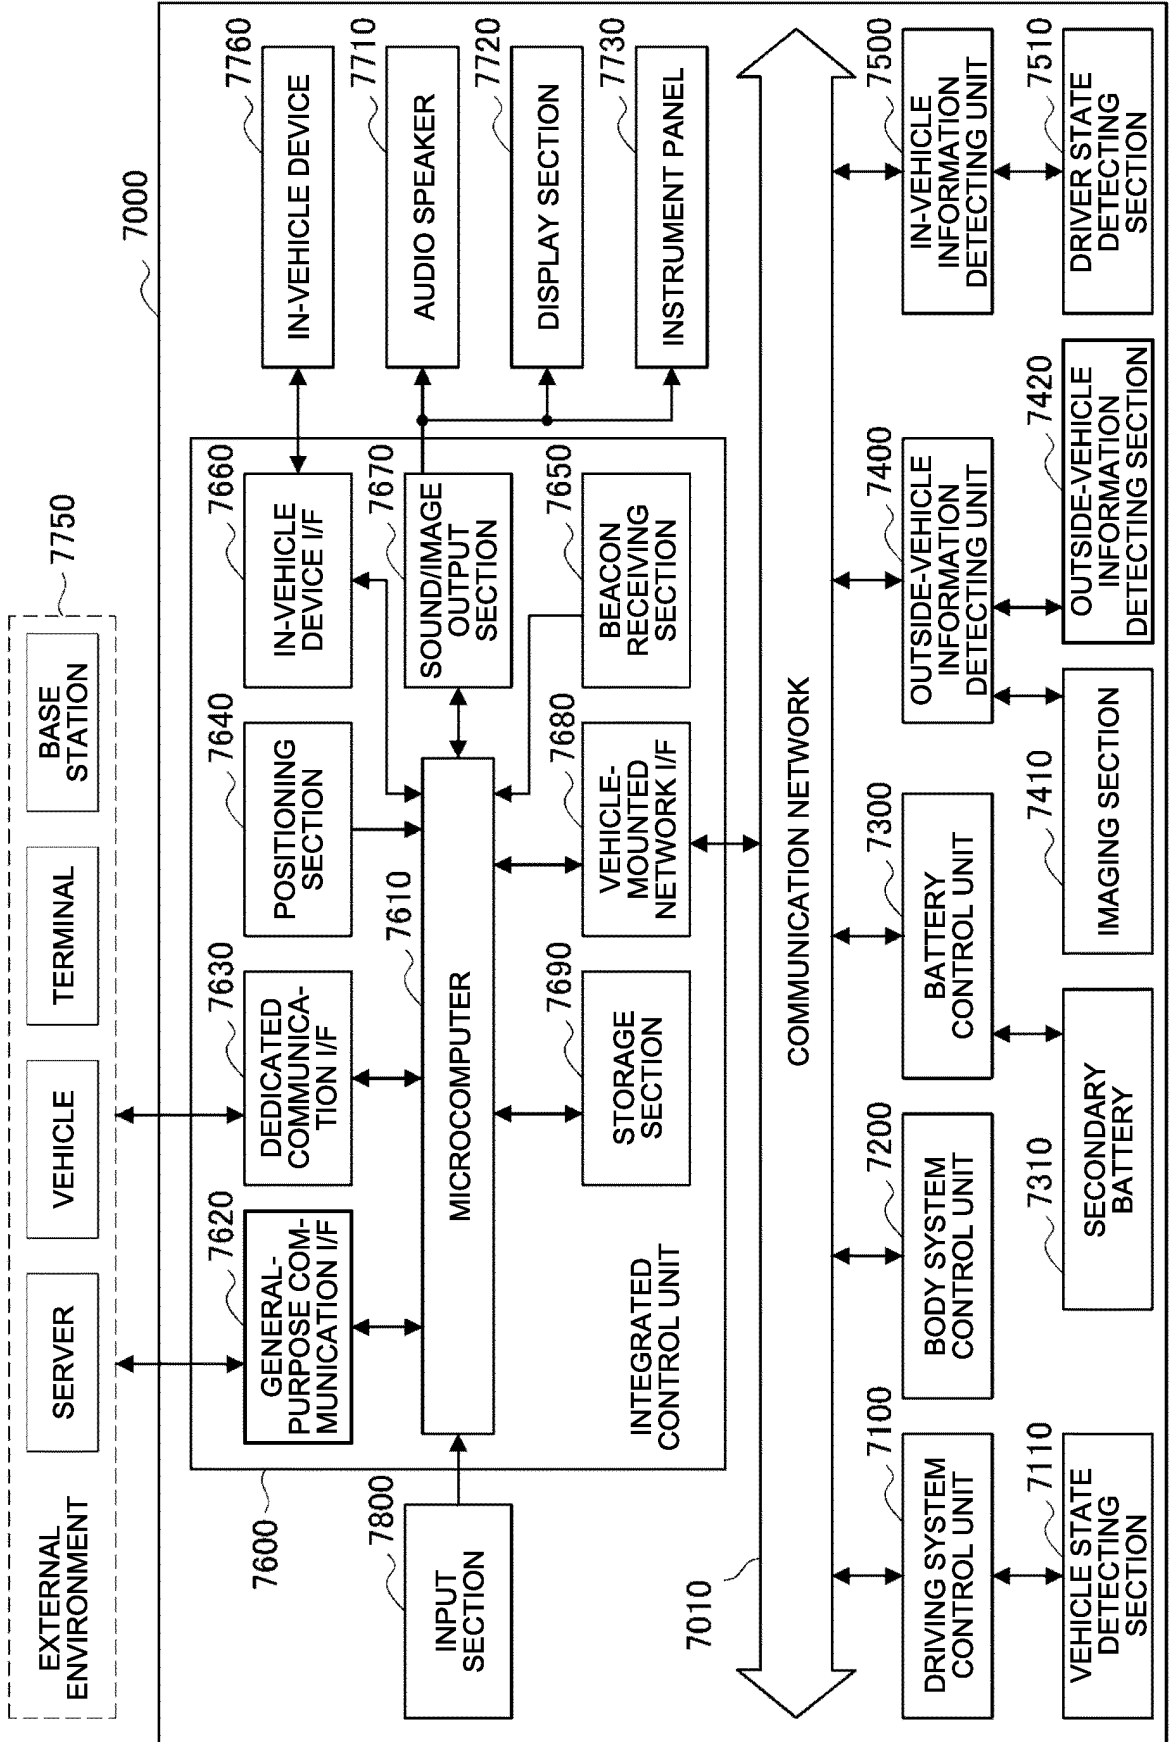 EXTERNAL
ENVIRONMENT
SERVER
VEHICLE
TERMINAL
BASE
STATION
7750
7000
7600
7620
GENERAL-
PURPOSE COM-
MUNICATION I/F
7630
DEDICATED
COMMUNICA-
TION I/F
7640
POSITIONING
SECTION
7660
IN-VEHICLE
DEVICE I/F
7760
IN-VEHICLE DEVICE
7800
INPUT
SECTION
7610
MICROCOMPUTER
7670
SOUND/IMAGE
OUTPUT
SECTION
7710
AUDIO SPEAKER
7720
DISPLAY SECTION
7730
INSTRUMENT PANEL
INTEGRATED
CONTROL UNIT
7690
STORAGE
SECTION
7680
VEHICLE-
MOUNTED
NETWORK I/F
7650
BEACON
RECEIVING
SECTION
7010
COMMUNICATION NETWORK
7100
DRIVING SYSTEM
CONTROL UNIT
7200
BODY SYSTEM
CONTROL UNIT
7300
BATTERY
CONTROL UNIT
7400
OUTSIDE-VEHICLE
INFORMATION
DETECTING UNIT
7500
IN-VEHICLE
INFORMATION
DETECTING UNIT
7110
VEHICLE STATE
DETECTING
SECTION
7310
SECONDARY
BATTERY
7410
IMAGING SECTION
7420
OUTSIDE-VEHICLE
INFORMATION
DETECTING SECTION
7510
DRIVER STATE
DETECTING
SECTION